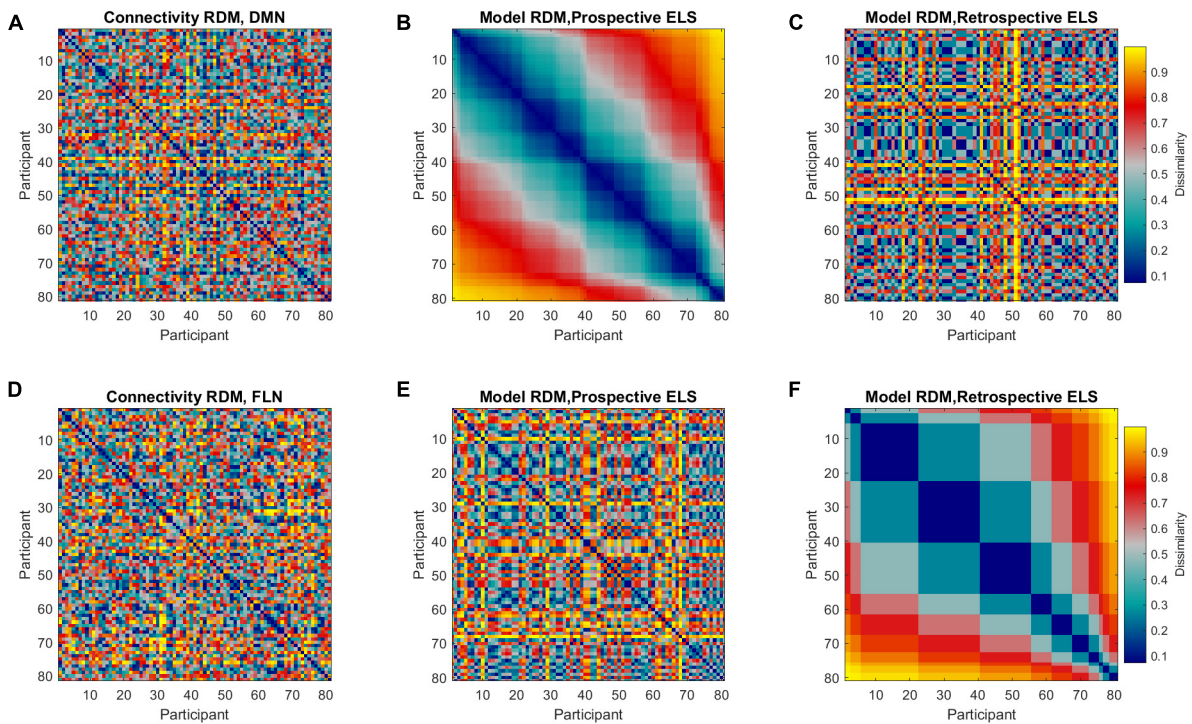 A
Connectivity RDM, DMN
B
Model RDM,Prospective ELS
C
Model RDM,Retrospective ELS
Participant
10
20
30
40
50
60
70
80
10 20 30 40 50 60 70 80
Participant
Participant
10
20
30
40
50
60
70
80
10 20 30 40 50 60 70 80
Participant
Participant
10
20
30
40
50
60
70
80
10 20 30 40 50 60 70 80
Participant
0.9
0.8
0.7
0.6
0.5
0.4
0.3
0.2
0.1
Dissimilarity
D
Connectivity RDM, FLN
E
Model RDM,Prospective ELS
F
Model RDM,Retrospective ELS
Participant
10
20
30
40
50
60
70
80
10 20 30 40 50 60 70 80
Participant
Participant
10
20
30
40
50
60
70
80
10 20 30 40 50 60 70 80
Participant
Participant
10
20
30
40
50
60
70
80
10 20 30 40 50 60 70 80
Participant
0.9
0.8
0.7
0.6
0.5
0.4
0.3
0.2
0.1
Dissimilarity